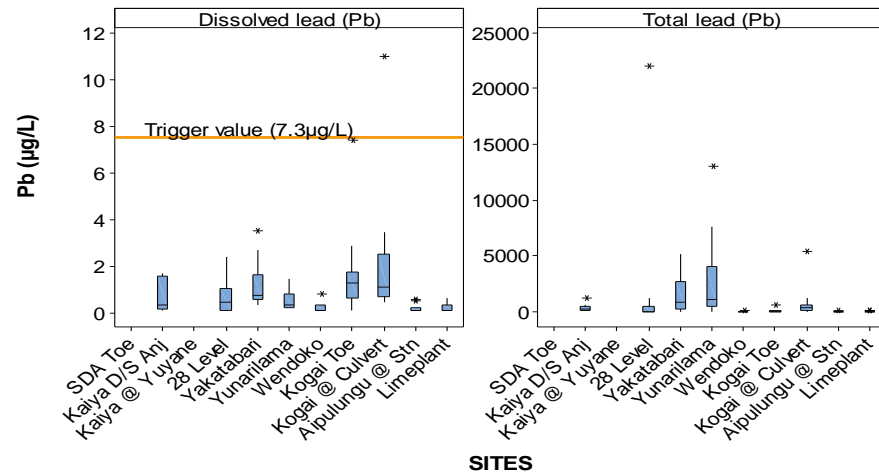 Dissolved lead (Pb)
Total lead (Pb)
Pb (µg/L)
12
10
8
6
4
2
0
Trigger value (7.3µg/L)
25000
20000
15000
10000
5000
0
SDA Toe
Kaiya D/S Anj
Kaiya @ Yuyane
28 Level
Yakatabari
Yunarilama
Wendoko
Kogai Toe
Kogai @ Culvert
Aipulungu @ Stn
Limeplant
SDA Toe
Kaiya D/S Anj
Kaiya @ Yuyane
28 Level
Yakatabari
Yunarilama
Wendoko
Kogai Toe
Kogai @ Culvert
Aipulungu @ Stn
Limeplant
SITES